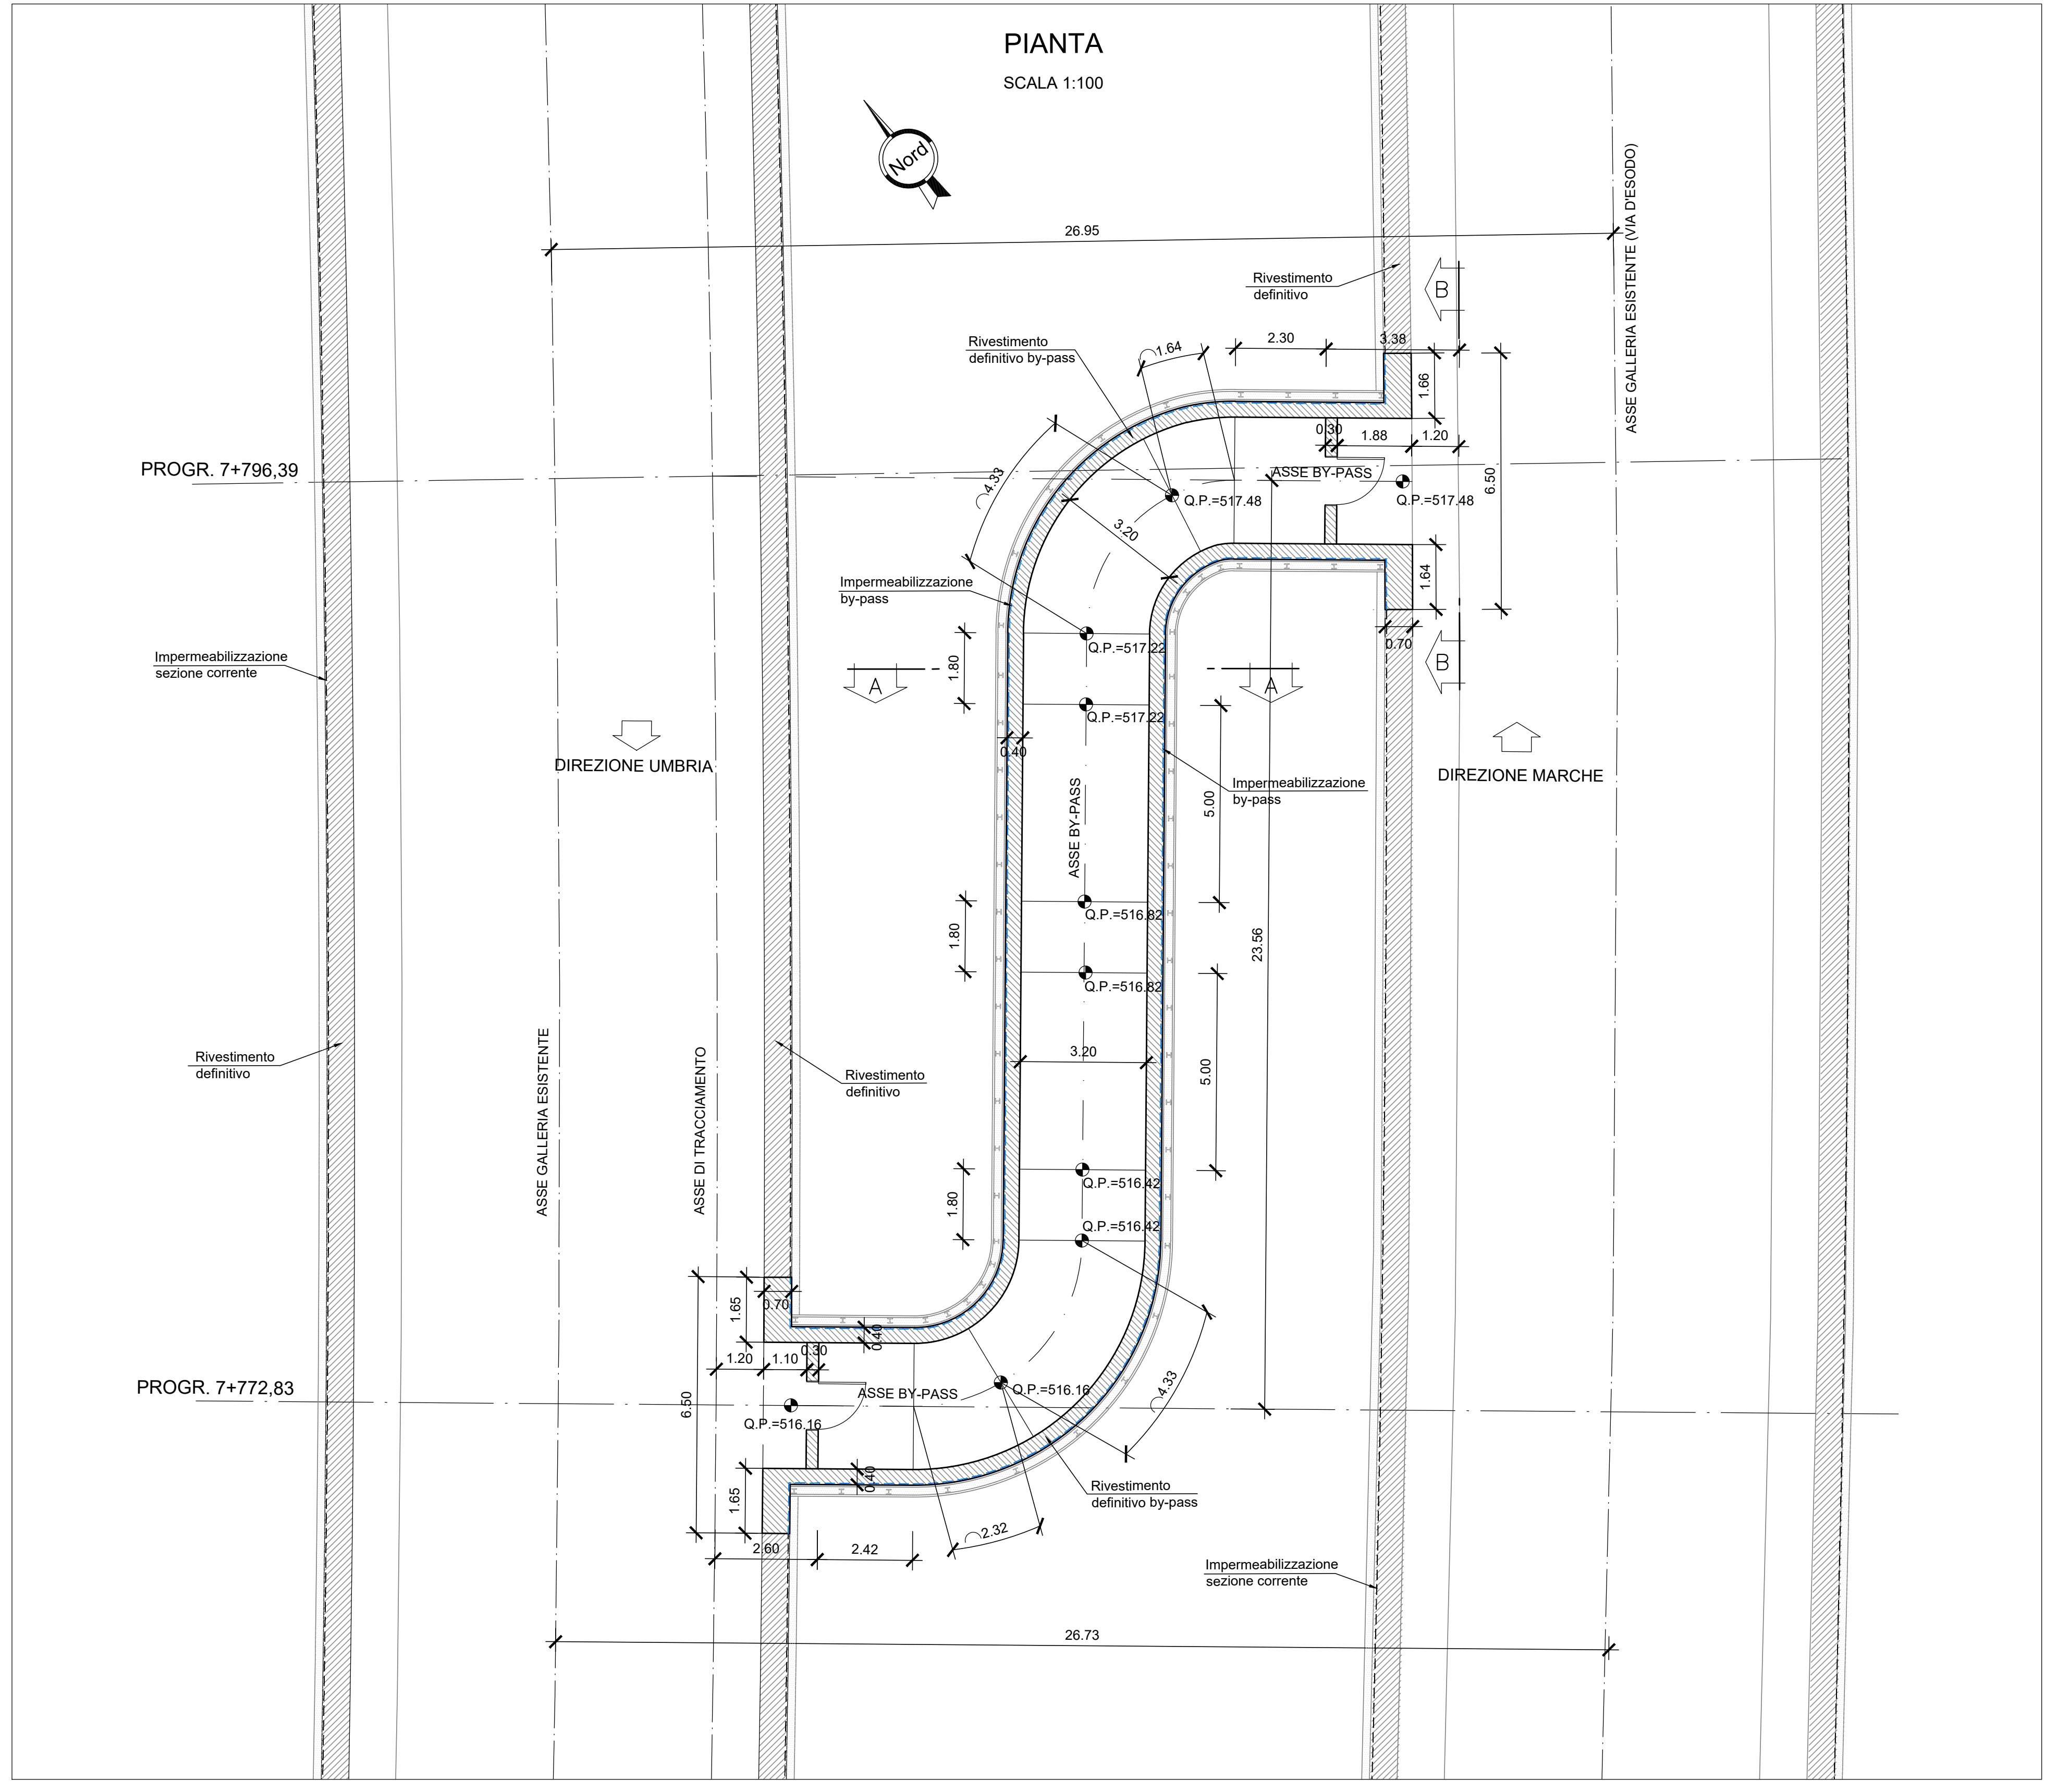 PIANTA
SCALA 1:100
Nord
ASSE GALLERIA ESISTENTE (VIA D'ESODO)
26.95
Rivestimento
definitivo
B
Rivestimento
definitivo by-pass
1.64
2.30
3.38
1.66
0.30
1.88
1.20
6.50
PROGR. 7+796,39
ASSE BY-PASS
4.33
Q.P.=517.48
Q.P.=517.48
3.20
Impermeabilizzazione
by-pass
1.64
0.70
Q.P.=517.22
1.80
B
Impermeabilizzazione
sezione corrente
A
A
Q.P.=517.22
0.40
DIREZIONE UMBRIA
DIREZIONE MARCHE
Impermeabilizzazione
by-pass
5.00
ASSE BY-PASS
Q.P.=516.82
1.80
23.56
Q.P.=516.82
3.20
5.00
Rivestimento
definitivo
Rivestimento
definitivo
ASSE GALLERIA ESISTENTE
ASSE DI TRACCIAMENTO
Q.P.=516.42
1.80
Q.P.=516.42
1.65
0.70
0.40
0.30
1.20
1.10
PROGR. 7+772,83
ASSE BY-PASS
Q.P.=516.16
4.33
6.50
Q.P.=516.16
0.40
1.65
Rivestimento
definitivo by-pass
2.32
2.60
2.42
Impermeabilizzazione
sezione corrente
26.73